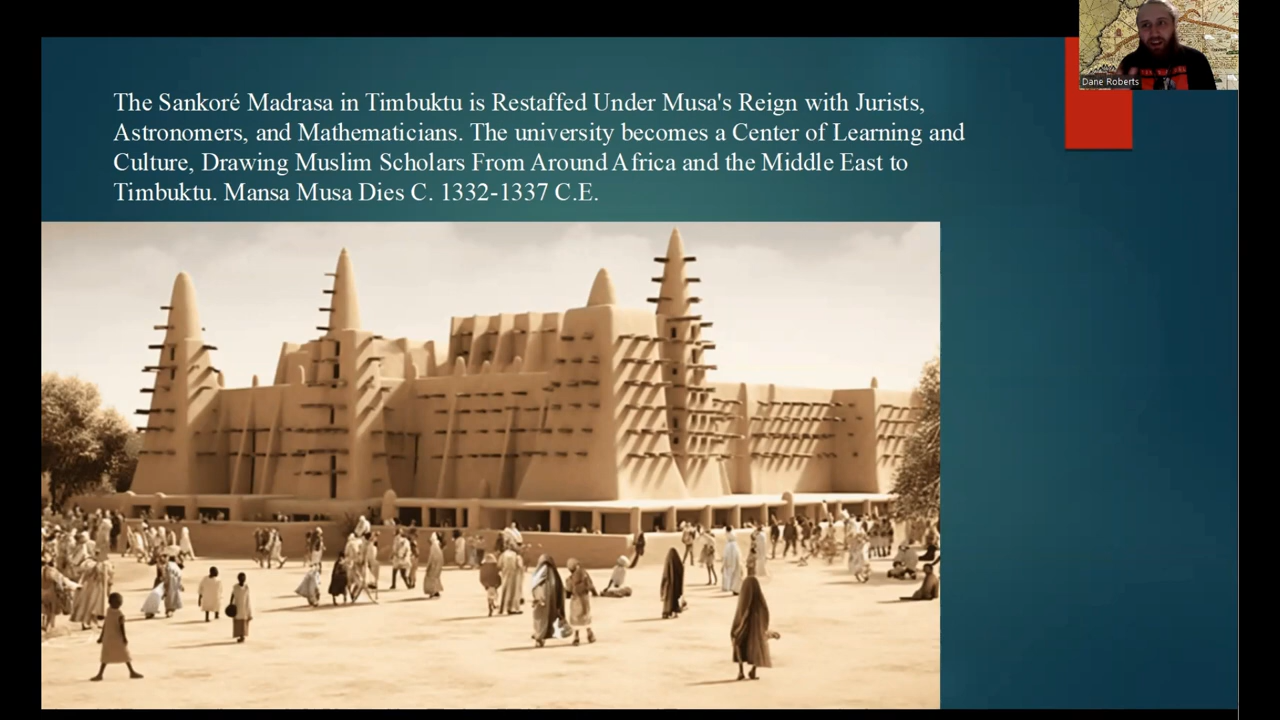 The Sankoré Madrasa in Timbuktu is Restaffed Under Musa's Reign with Jurists,
Astronomers, and Mathematicians. The university becomes a Center of Learning and
Culture, Drawing Muslim Scholars From Around Africa and the Middle East to
Timbuktu. Mansa Musa Dies C. 1332-1337 C.E.
Dane Roberts